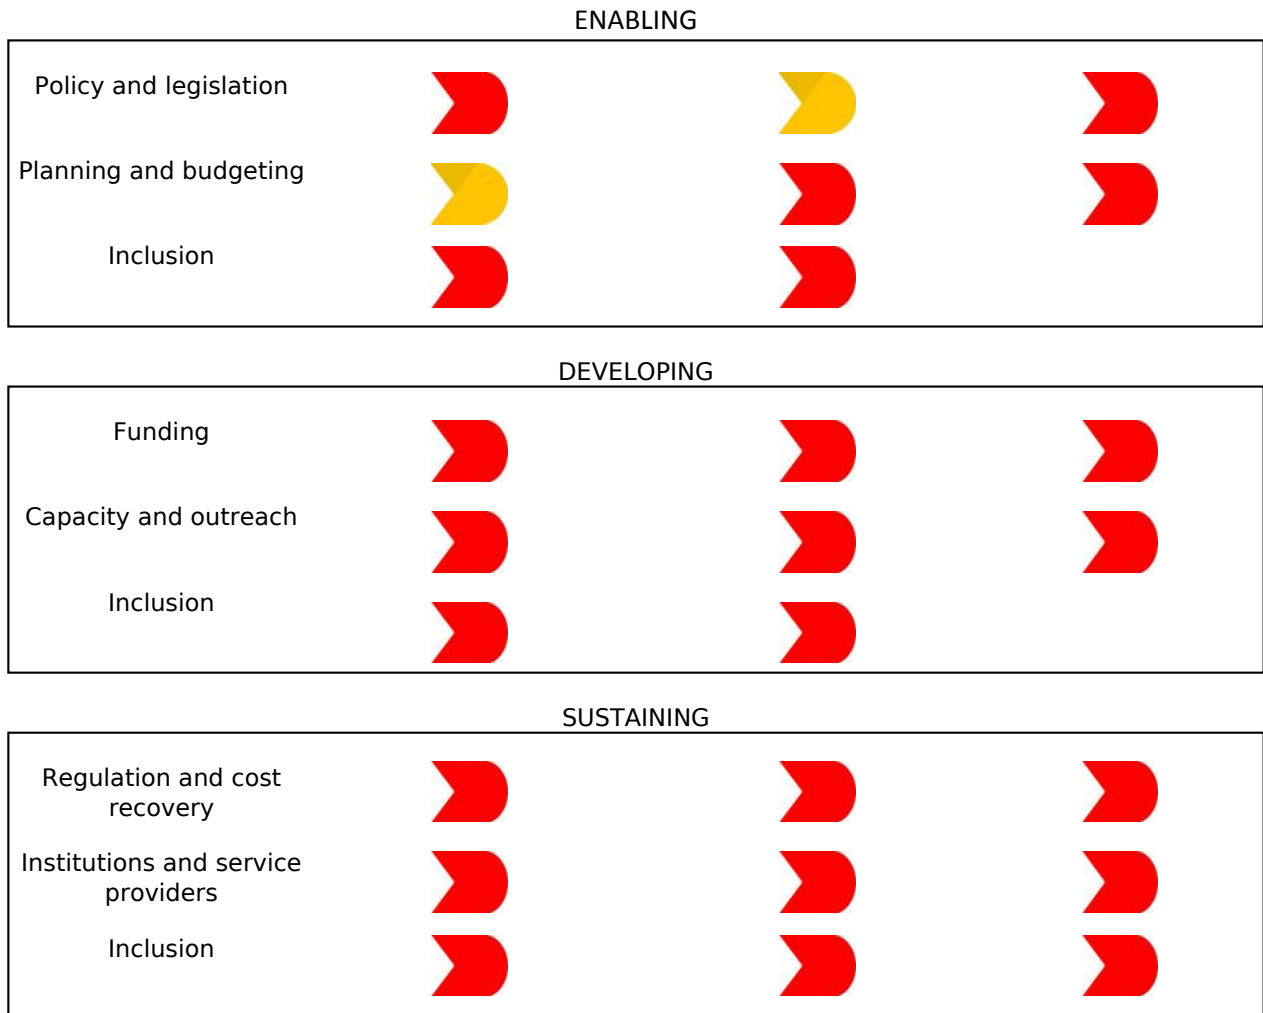 ENABLING
Policy and legislation
Planning and budgeting
Inclusion
DEVELOPING
Funding
Capacity and outreach
Inclusion
SUSTAINING
Regulation and cost
recovery
Institutions and service
providers
Inclusion